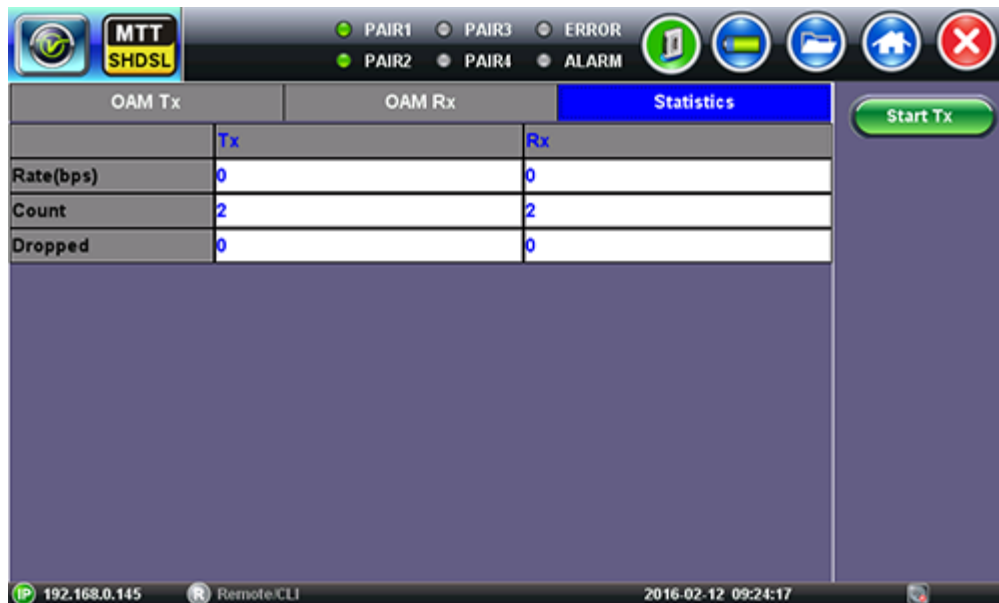 MTT
SHDSL
PAIR1 PAIR3 ERROR
PAIR2 PAIR4 ALARM
OAM Tx OAM Rx Statistics
Start Tx
Tx Rx
Rate(bps) 0 0
Count 2 2
Dropped 0 0
IP 192.168.0.145 R Remote/CLI 2016-02-12 09:24:17